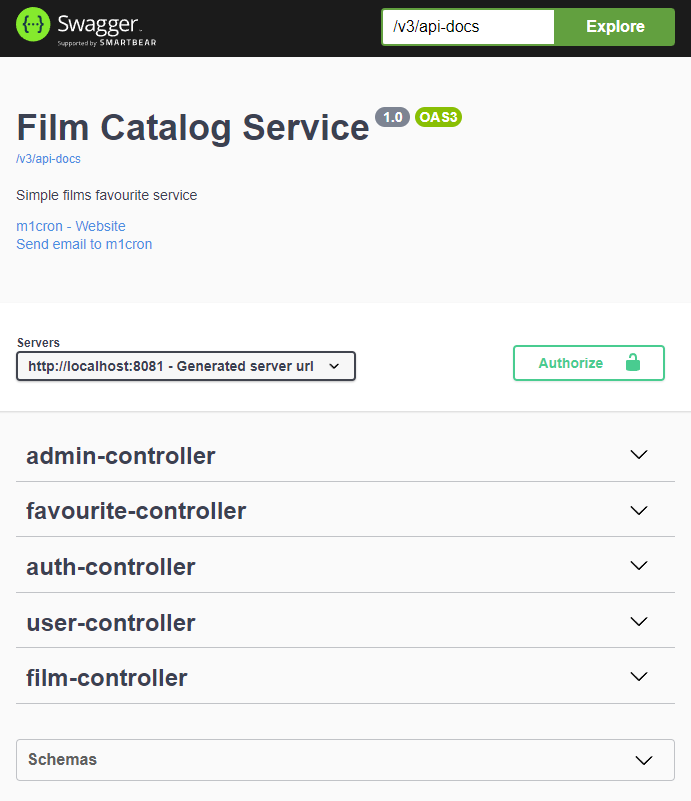 Swagger
Supported by SMARTBEAR
/v3/api-docs
Explore
Film Catalog Service 1.0 OAS3
/v3/api-docs
Simple films favourite service
m1cron - Website
Send email to m1cron
Servers
http://localhost:8081 - Generated server url
Authorize
admin-controller
favourite-controller
auth-controller
user-controller
film-controller
Schemas